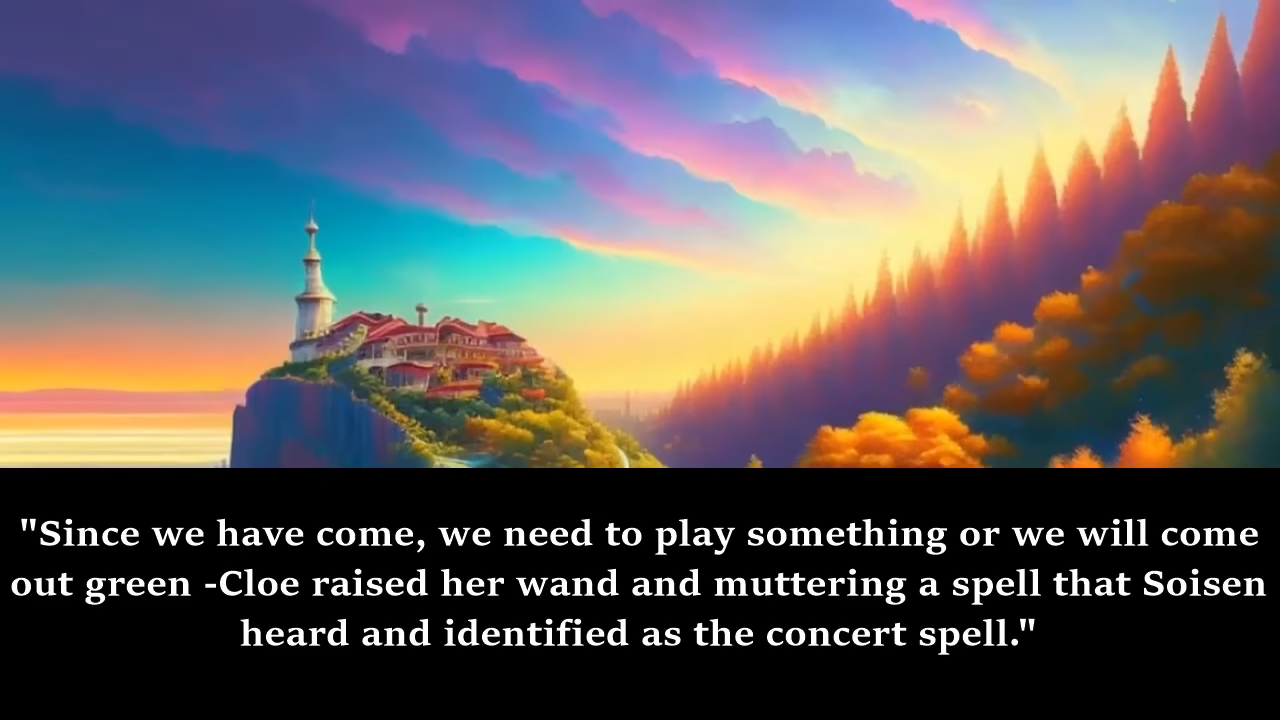 "Since we have come, we need to play something or we will come
out green -Cloe raised her wand and muttering a spell that Soisen
heard and identified as the concert spell."